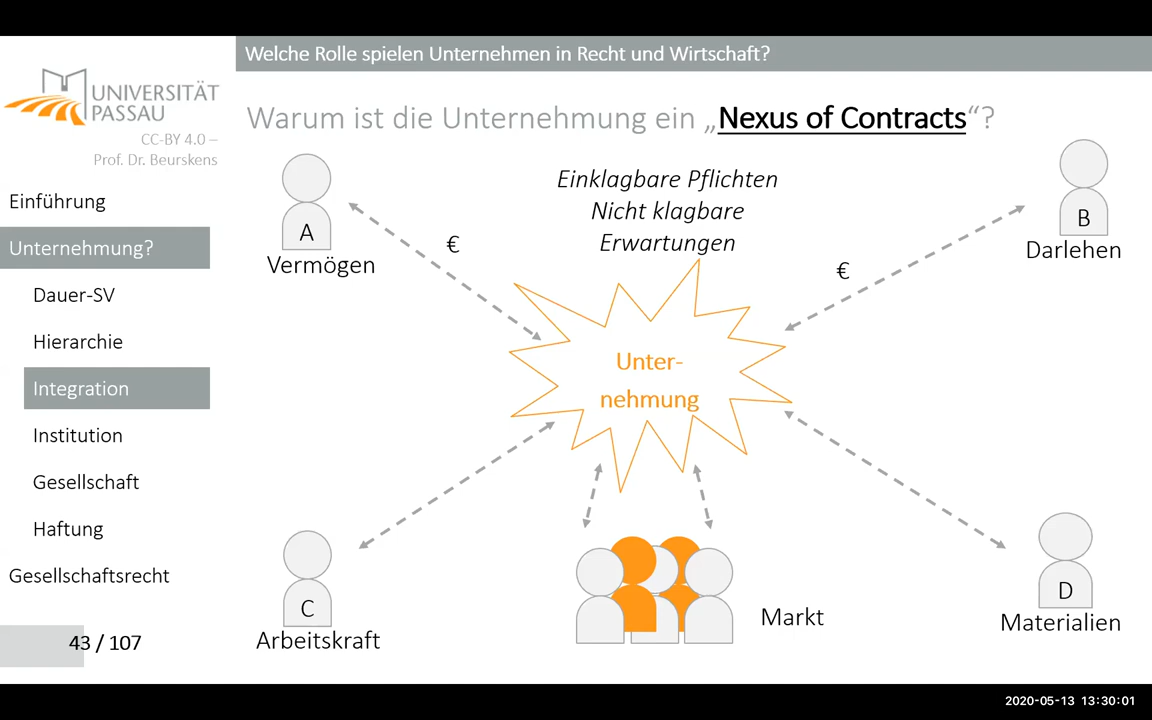 Welche Rolle spielen Unternehmen in Recht und Wirtschaft?
UNIVERSITÄT
PASSAU
CC-BY 4.0 –
Prof. Dr. Beurskens
Einführung
Unternehmung?
Dauer-SV
Hierarchie
Integration
Institution
Gesellschaft
Haftung
Gesellschaftsrecht
43 / 107
Warum ist die Unternehmung ein „Nexus of Contracts“?
Einklagbare Pflichten
Nicht klagbare
Erwartungen
A
Vermögen
€
B
Darlehen
€
Unter-
nehmung
C
Arbeitskraft
Markt
D
Materialien
2020-05-13 13:30:01